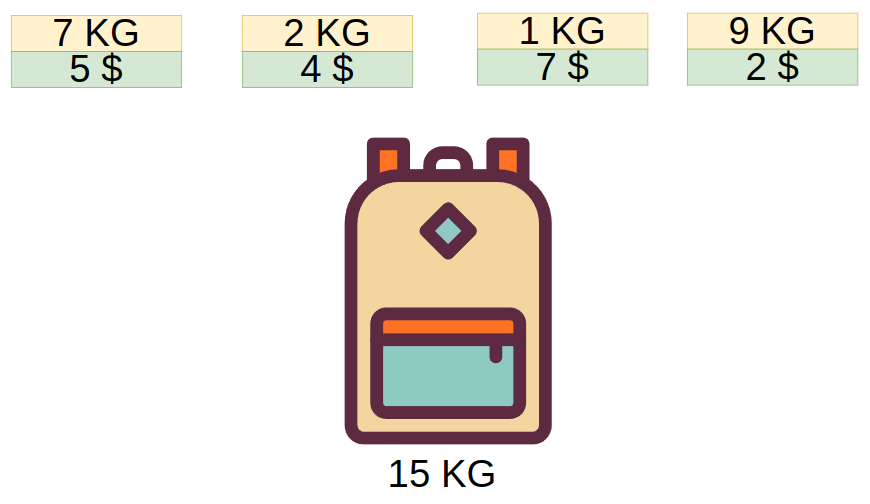 7 KG
5 $
2 KG
4 $
1 KG
7 $
9 KG
2 $
15 KG